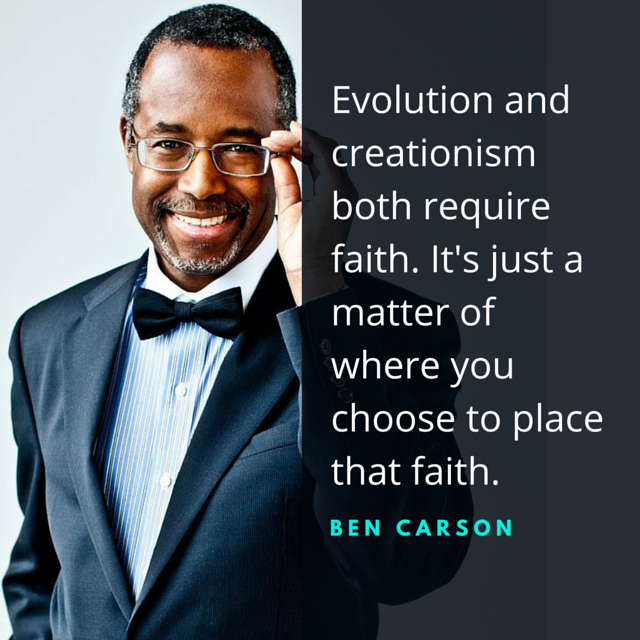 Evolution and
creationism
both require
faith. It's just a
matter of
where you
choose to place
that faith.
BEN CARSON